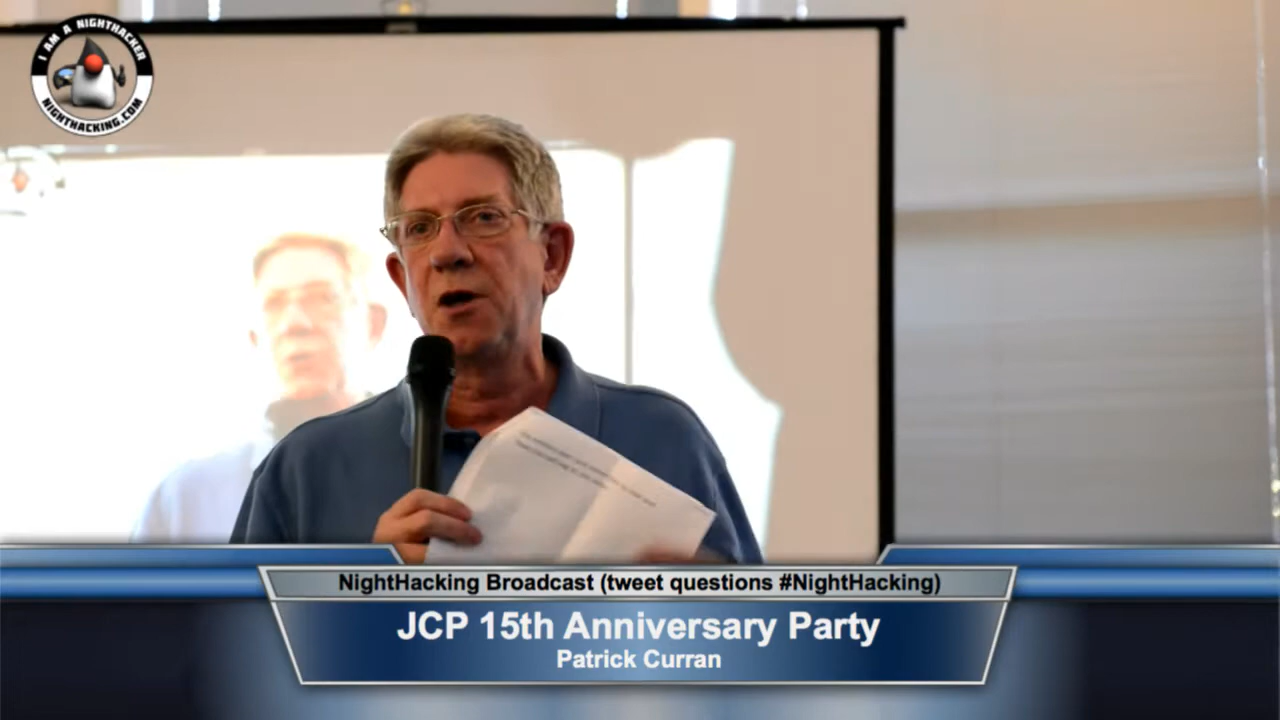 I AM A NIGHTHACKER
NIGHTHACKING.COM
NightHacking Broadcast (tweet questions #NightHacking)
JCP 15th Anniversary Party
Patrick Curran